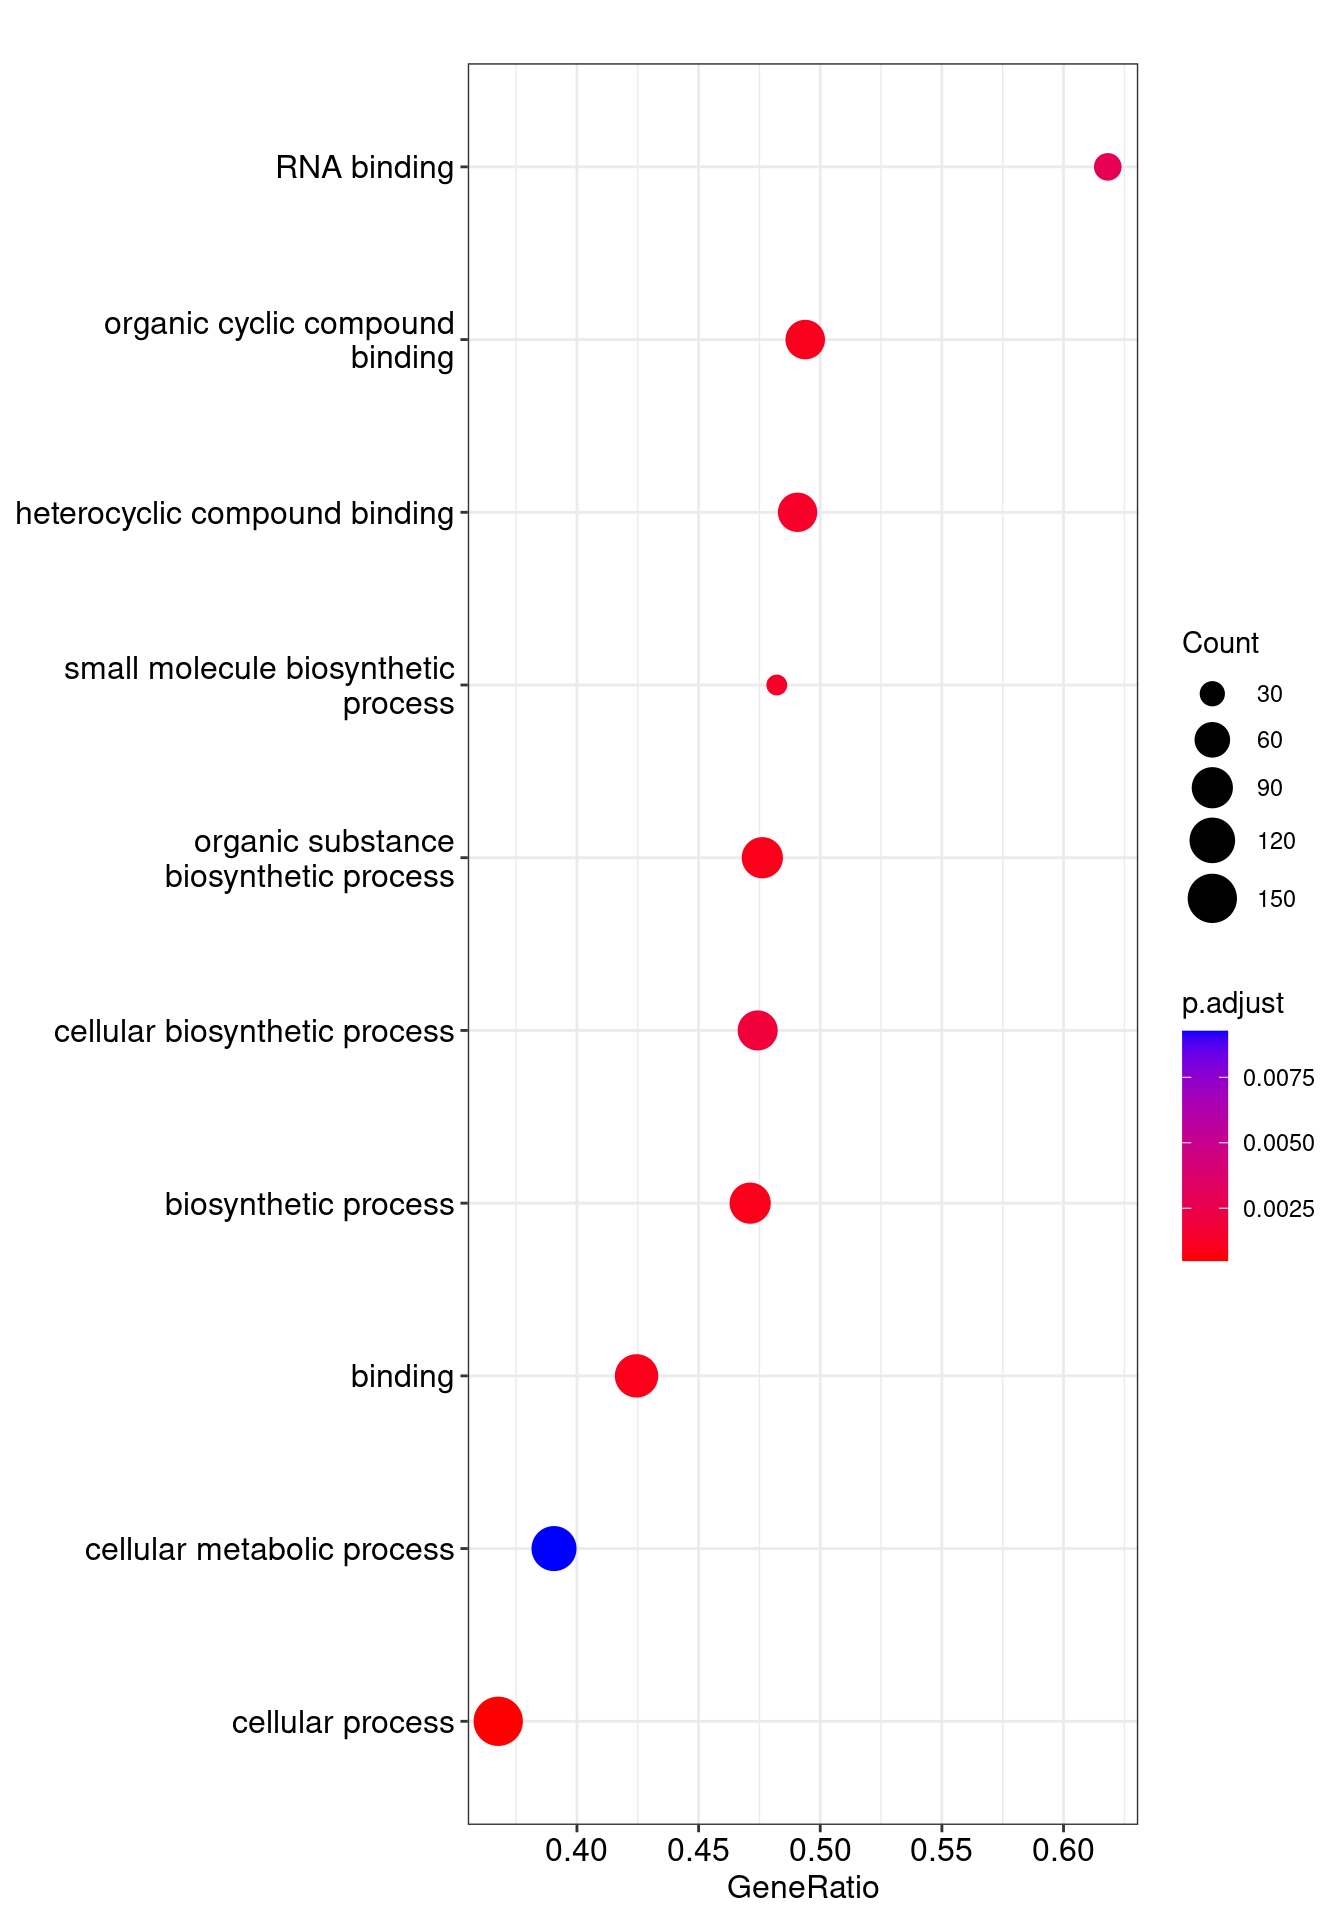 RNA binding
organic cyclic compound
binding
heterocyclic compound binding
small molecule biosynthetic
process
organic substance
biosynthetic process
cellular biosynthetic process
biosynthetic process
binding
cellular metabolic process
cellular process
0.40 0.45 0.50 0.55 0.60
GeneRatio
Count
30
60
90
120
150
p.adjust
0.0075
0.0050
0.0025